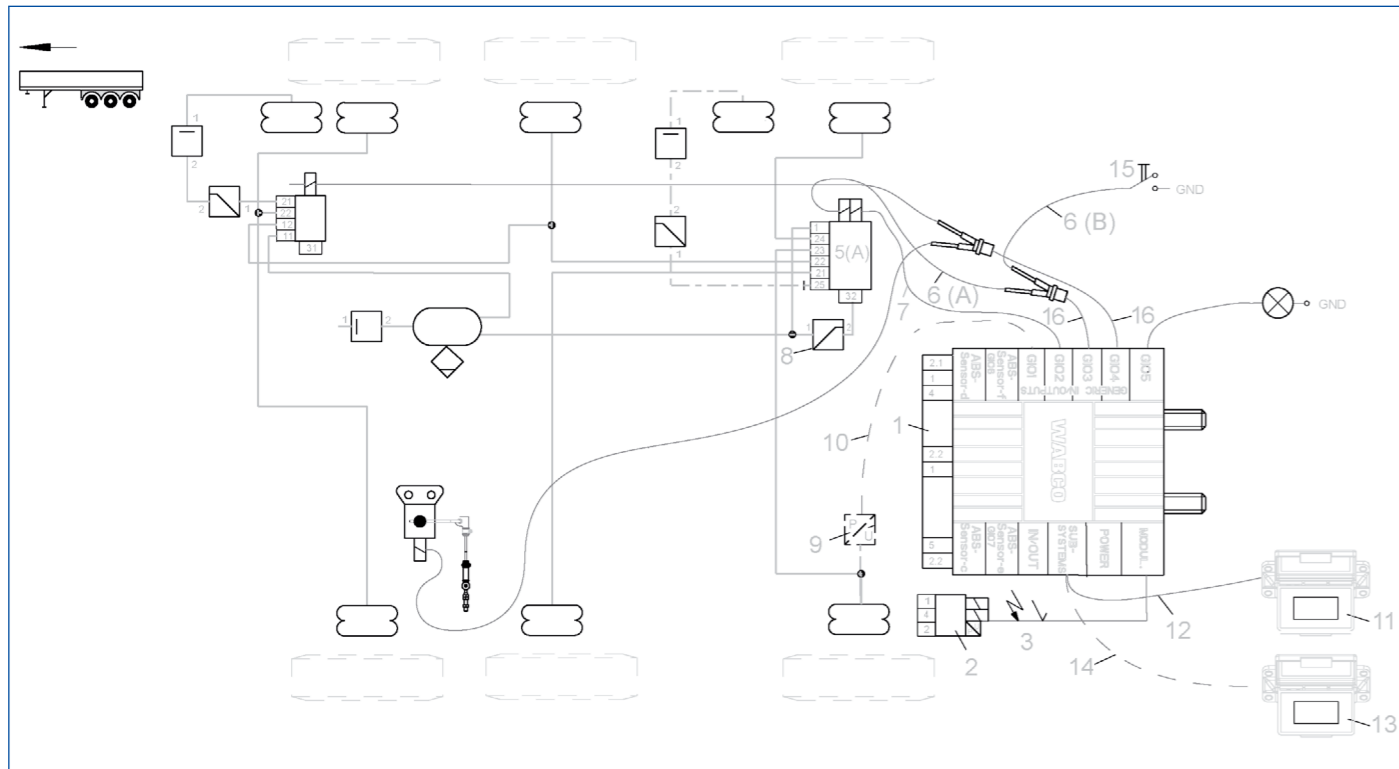 1
2
2
1
21
22
12
11
31
1
2
2
1
1
24
23
22
21
25
5(A)
32
1
2
8
1
2
15
GND
6 (B)
6 (A)
7
16
16
GND
10
1
2.1
1
4
2.2
1
5
2.2
ABS-
Sensor-d
ABS-
Sensor-f
GIO6
GIO1
GIO2
GIO3
GIO4
GIO5
GENERIC IN/OUTPUTS
WABCO
ABS-
Sensor-c
ABS-
Sensor-e
GIO7
IN/OUT
SUB-
SYSTEMS
POWER
MODUL...
9
P
U
1
4
2
2
3
12
11
14
13